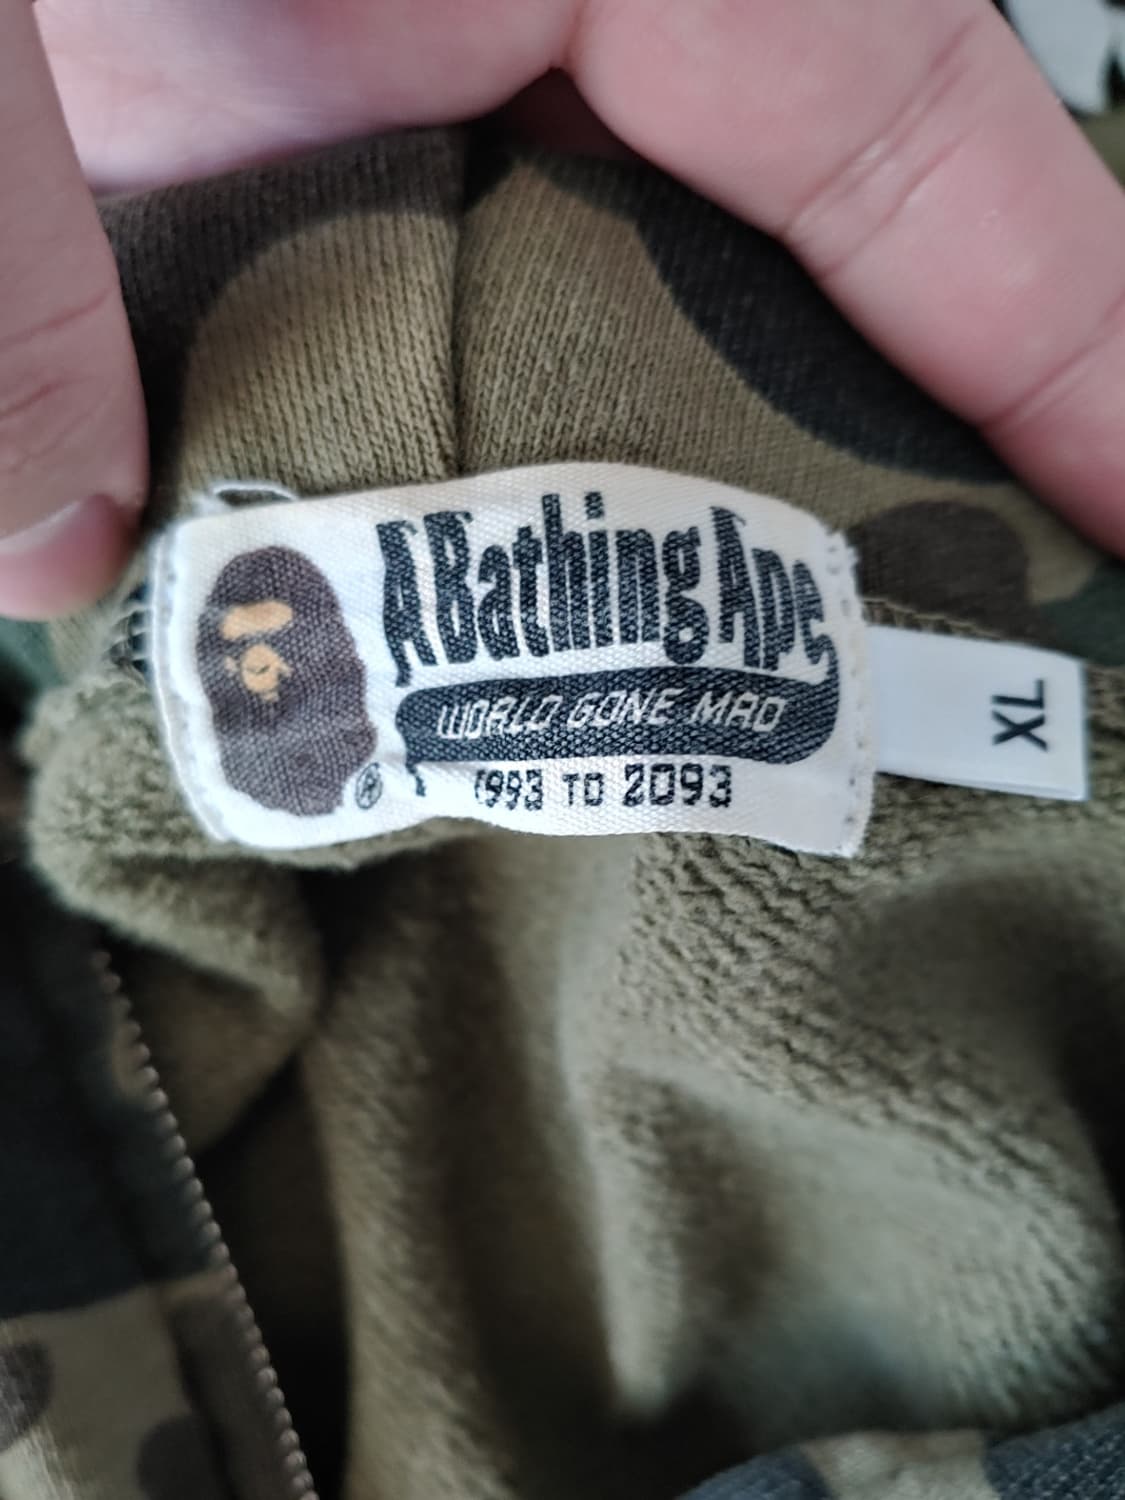 A Bathing Ape
WORLD GONE MAD
® 1993 TO 2093
XL